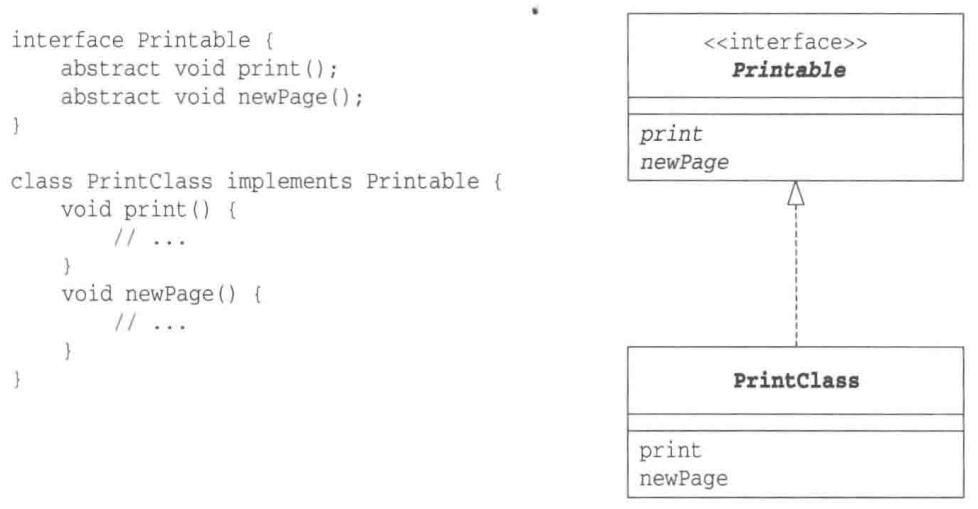 interface Printable {
    abstract void print();
    abstract void newPage();
}
class PrintClass implements Printable {
    void print() {
        // ...
    }
    void newPage() {
        // ...
    }
}
<<interface>>
Printable
print
newPage
PrintClass
print
newPage